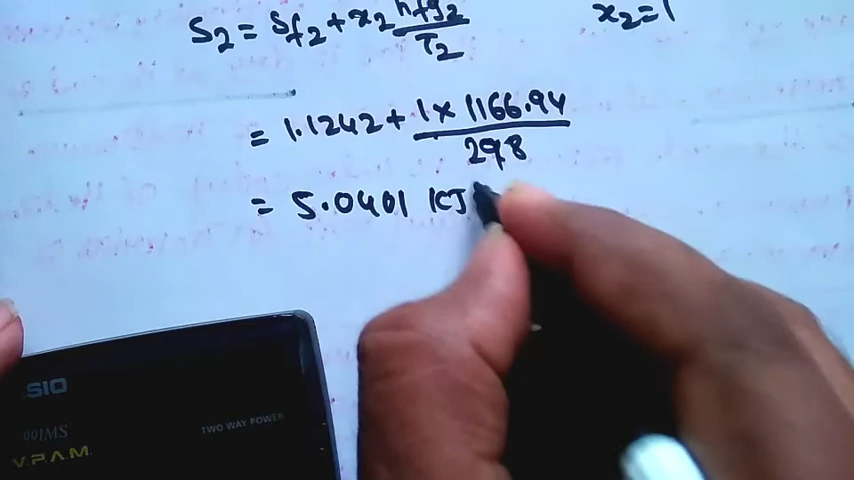 S2 = Sf2 + x2 hfg2/T2 x2=1
= 1.1242 + 1 x 1166.94/298
= 5.0401 KJ
SIO
TWO WAY POWER
V.P.A.M.